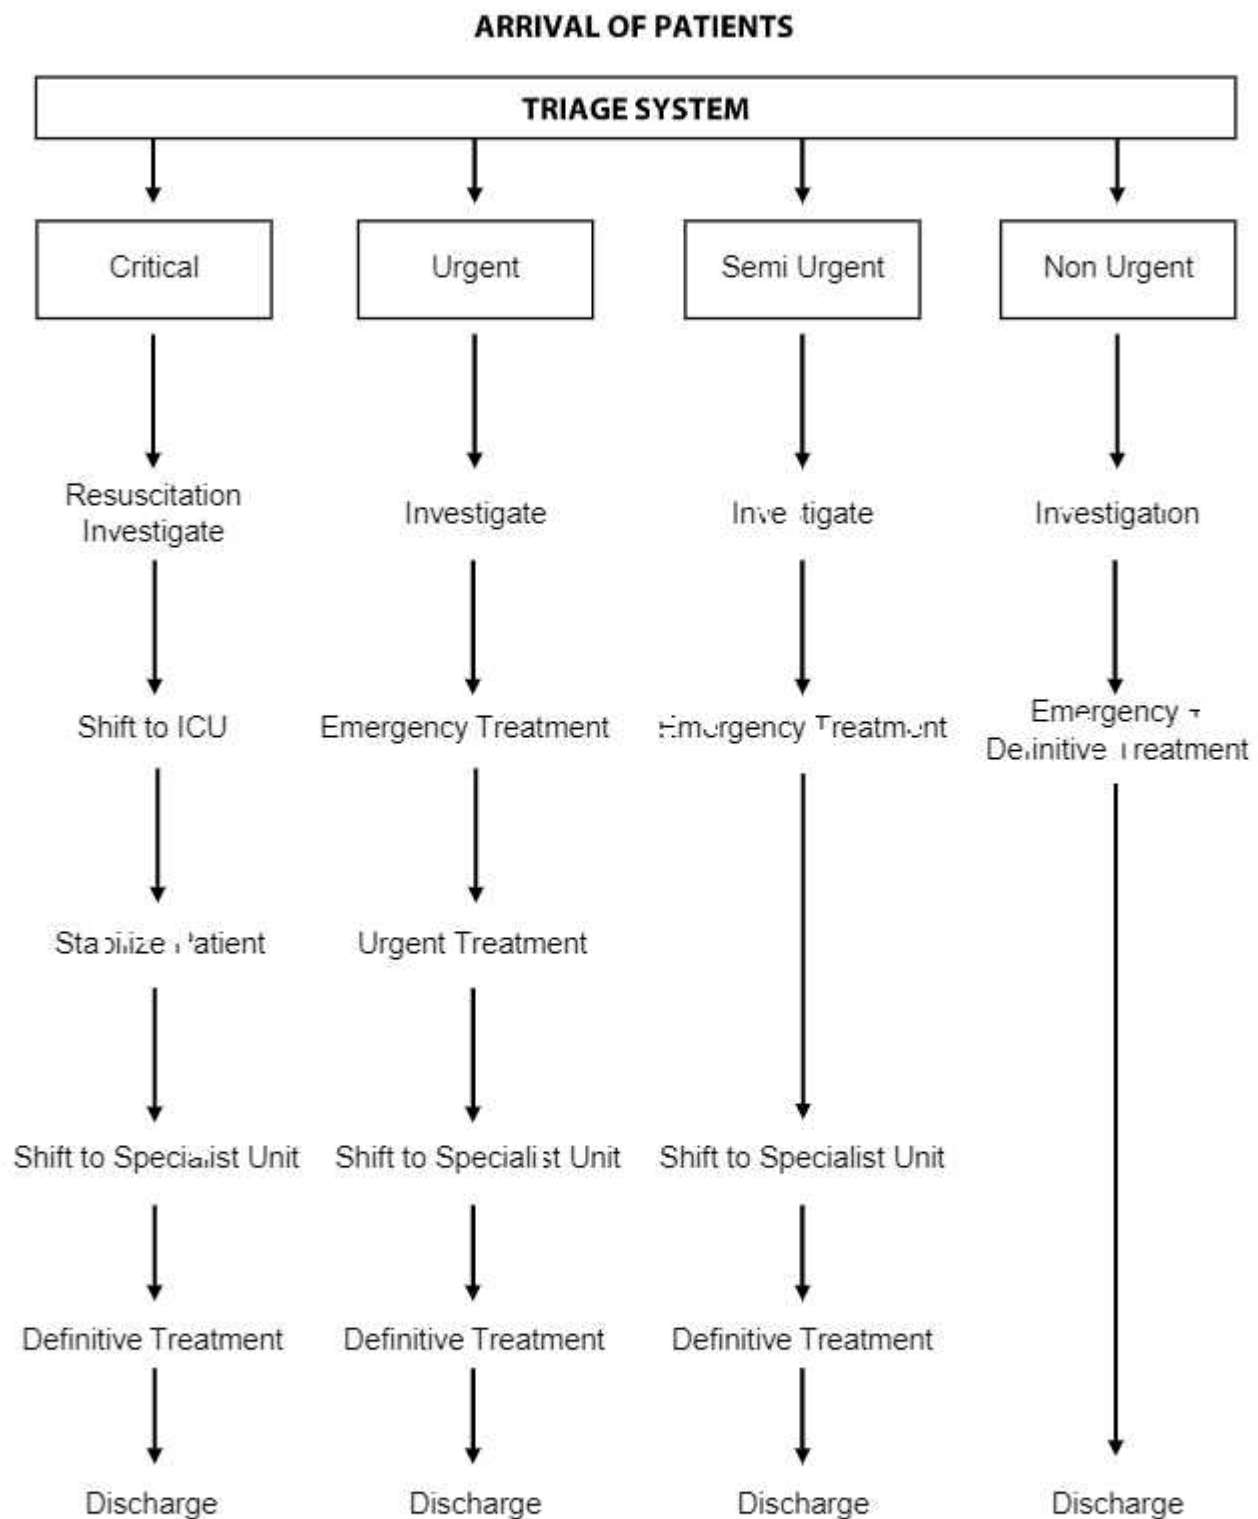 ARRIVAL OF PATIENTS
TRIAGE SYSTEM
Critical
Urgent
Semi Urgent
Non Urgent
Resuscitation
Investigate
Investigate
Investigate
Investigation
Shift to ICU
Emergency Treatment
Emergency Treatment
Emergency +
Definitive Treatment
Stabilize Patient
Urgent Treatment
Shift to Specialist Unit
Shift to Specialist Unit
Shift to Specialist Unit
Definitive Treatment
Definitive Treatment
Definitive Treatment
Discharge
Discharge
Discharge
Discharge